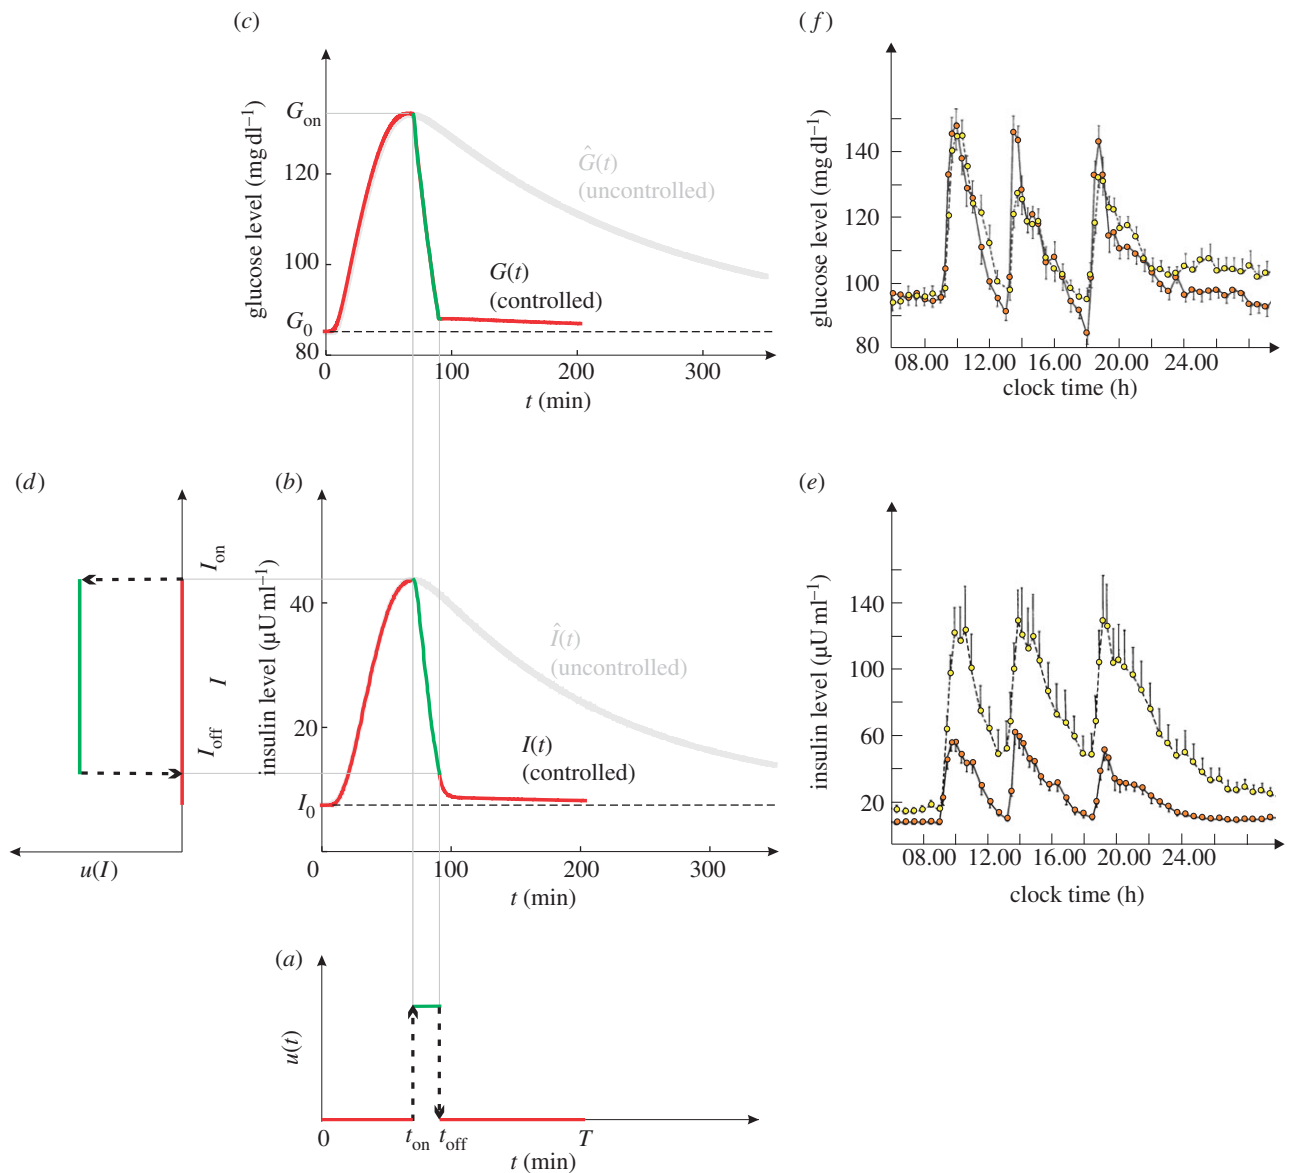 (c)
glucose level (mg dl⁻¹)
G_on
120
100
G_0
80
Ĝ(t)
(uncontrolled)
G(t)
(controlled)
0
100
200
300
t (min)
(f)
glucose level (mg dl⁻¹)
140
120
100
80
08.00 12.00 16.00 20.00 24.00
clock time (h)
(d)
I_on
I
I_off
u(I)
(b)
insulin level (µU ml⁻¹)
40
20
I_0
0
Î(t)
(uncontrolled)
I(t)
(controlled)
0
100
200
300
t (min)
(e)
insulin level (µU ml⁻¹)
140
100
60
20
08.00 12.00 16.00 20.00 24.00
clock time (h)
(a)
u(t)
0
t_on
t_off
T
t (min)